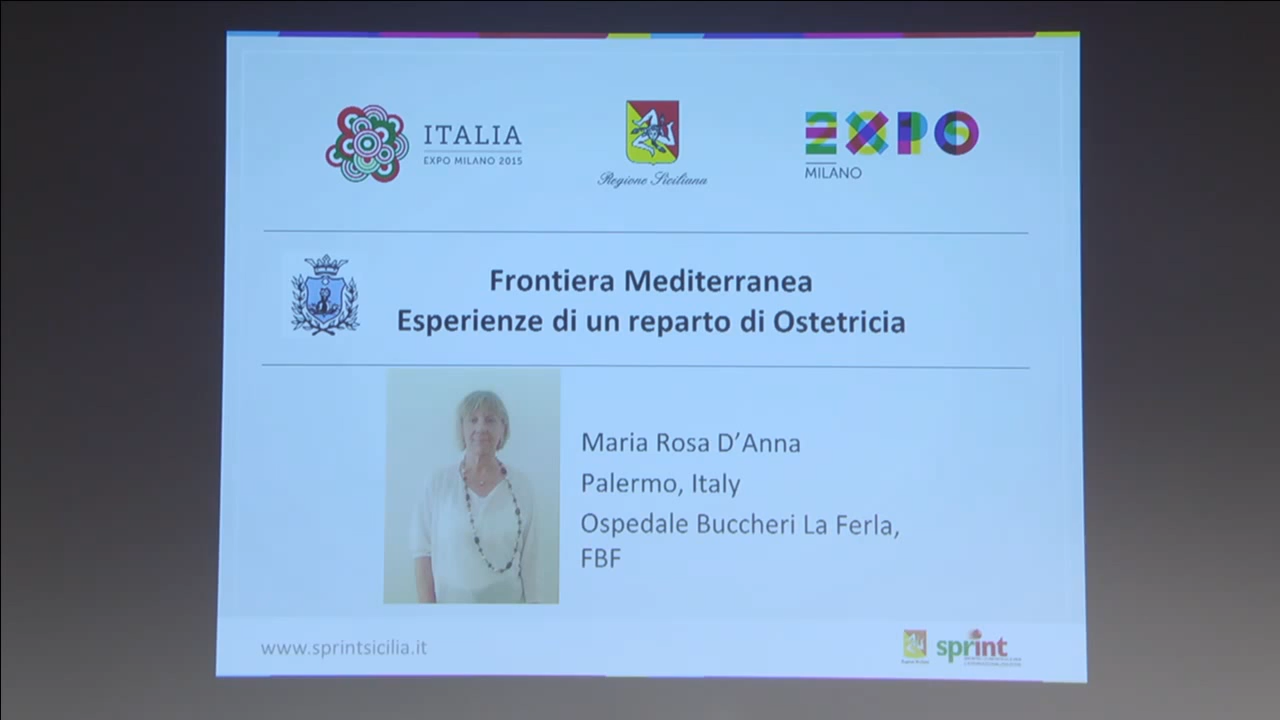 ITALIA
EXPO MILANO 2015
Regione Siciliana
EXPO
MILANO
Frontiera Mediterranea
Esperienze di un reparto di Ostetricia
Maria Rosa D’Anna
Palermo, Italy
Ospedale Buccheri La Ferla,
FBF
www.sprintsicilia.it
sprint